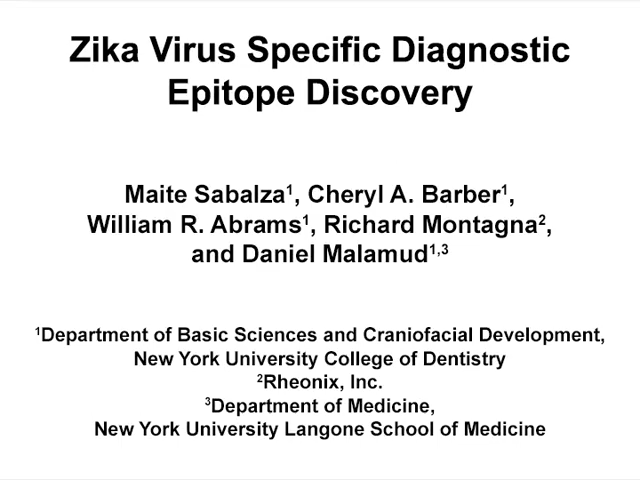 Zika Virus Specific Diagnostic
Epitope Discovery
Maite Sabalza¹, Cheryl A. Barber¹,
William R. Abrams¹, Richard Montagna²,
and Daniel Malamud¹,³
¹Department of Basic Sciences and Craniofacial Development,
New York University College of Dentistry
²Rheonix, Inc.
³Department of Medicine,
New York University Langone School of Medicine